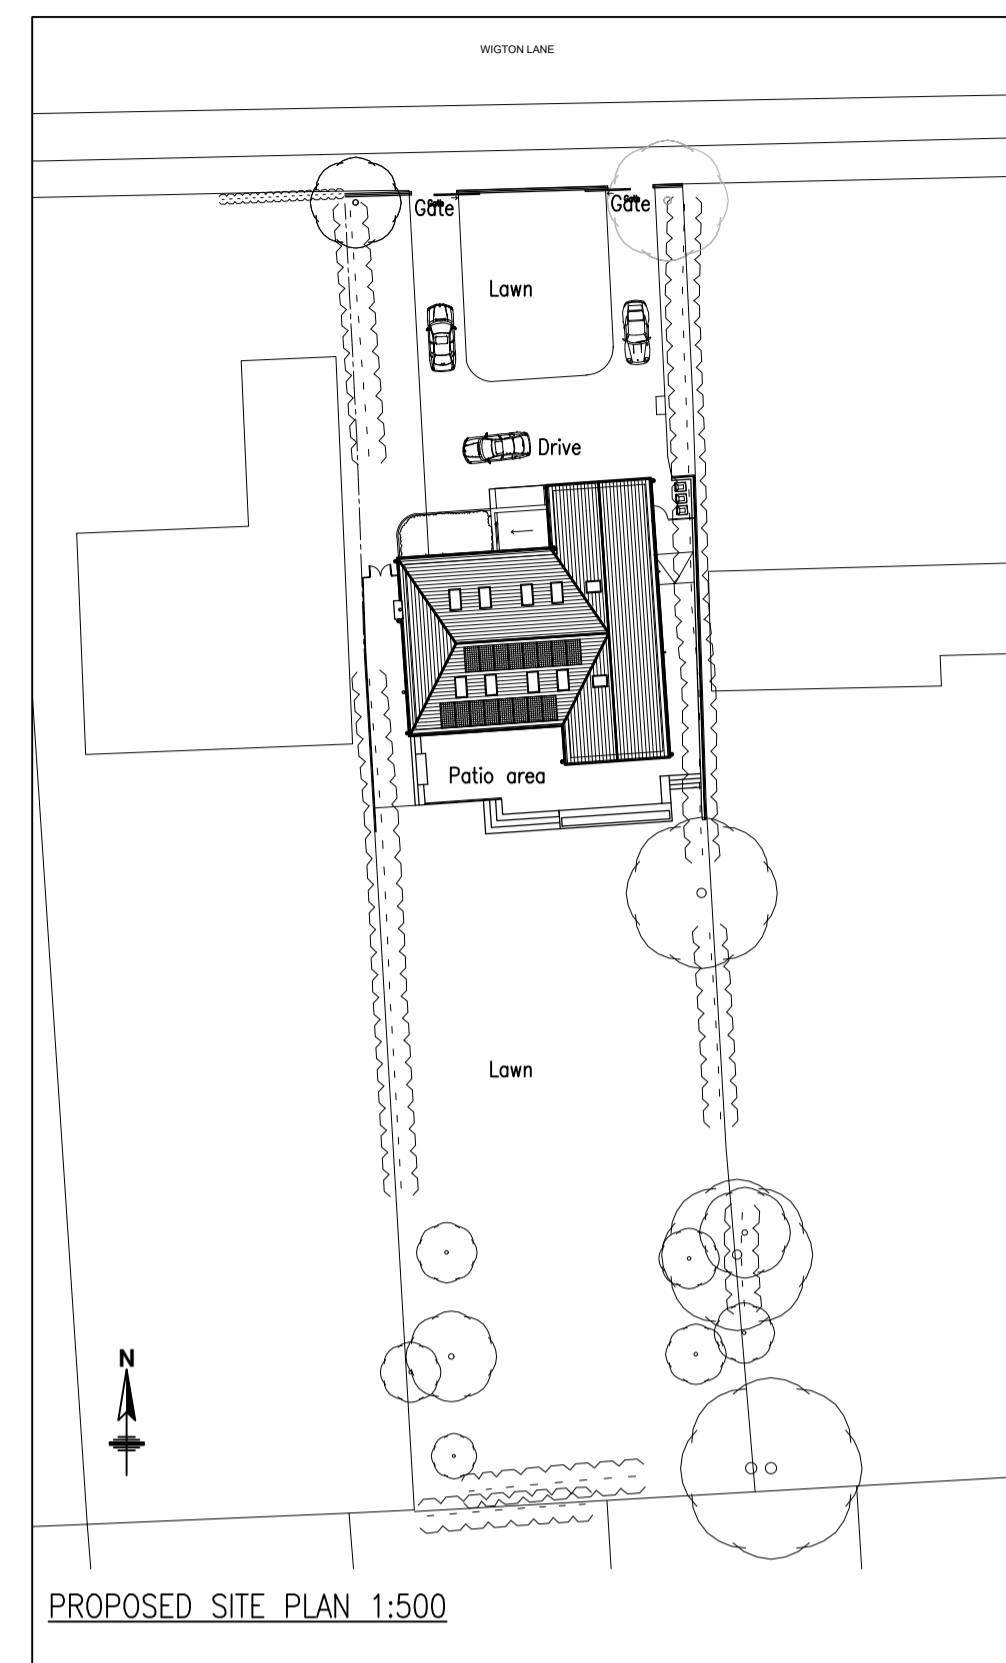 WIGTON LANE
Gate
Gate
Lawn
Drive
Patio area
Lawn
N
PROPOSED SITE PLAN 1:500